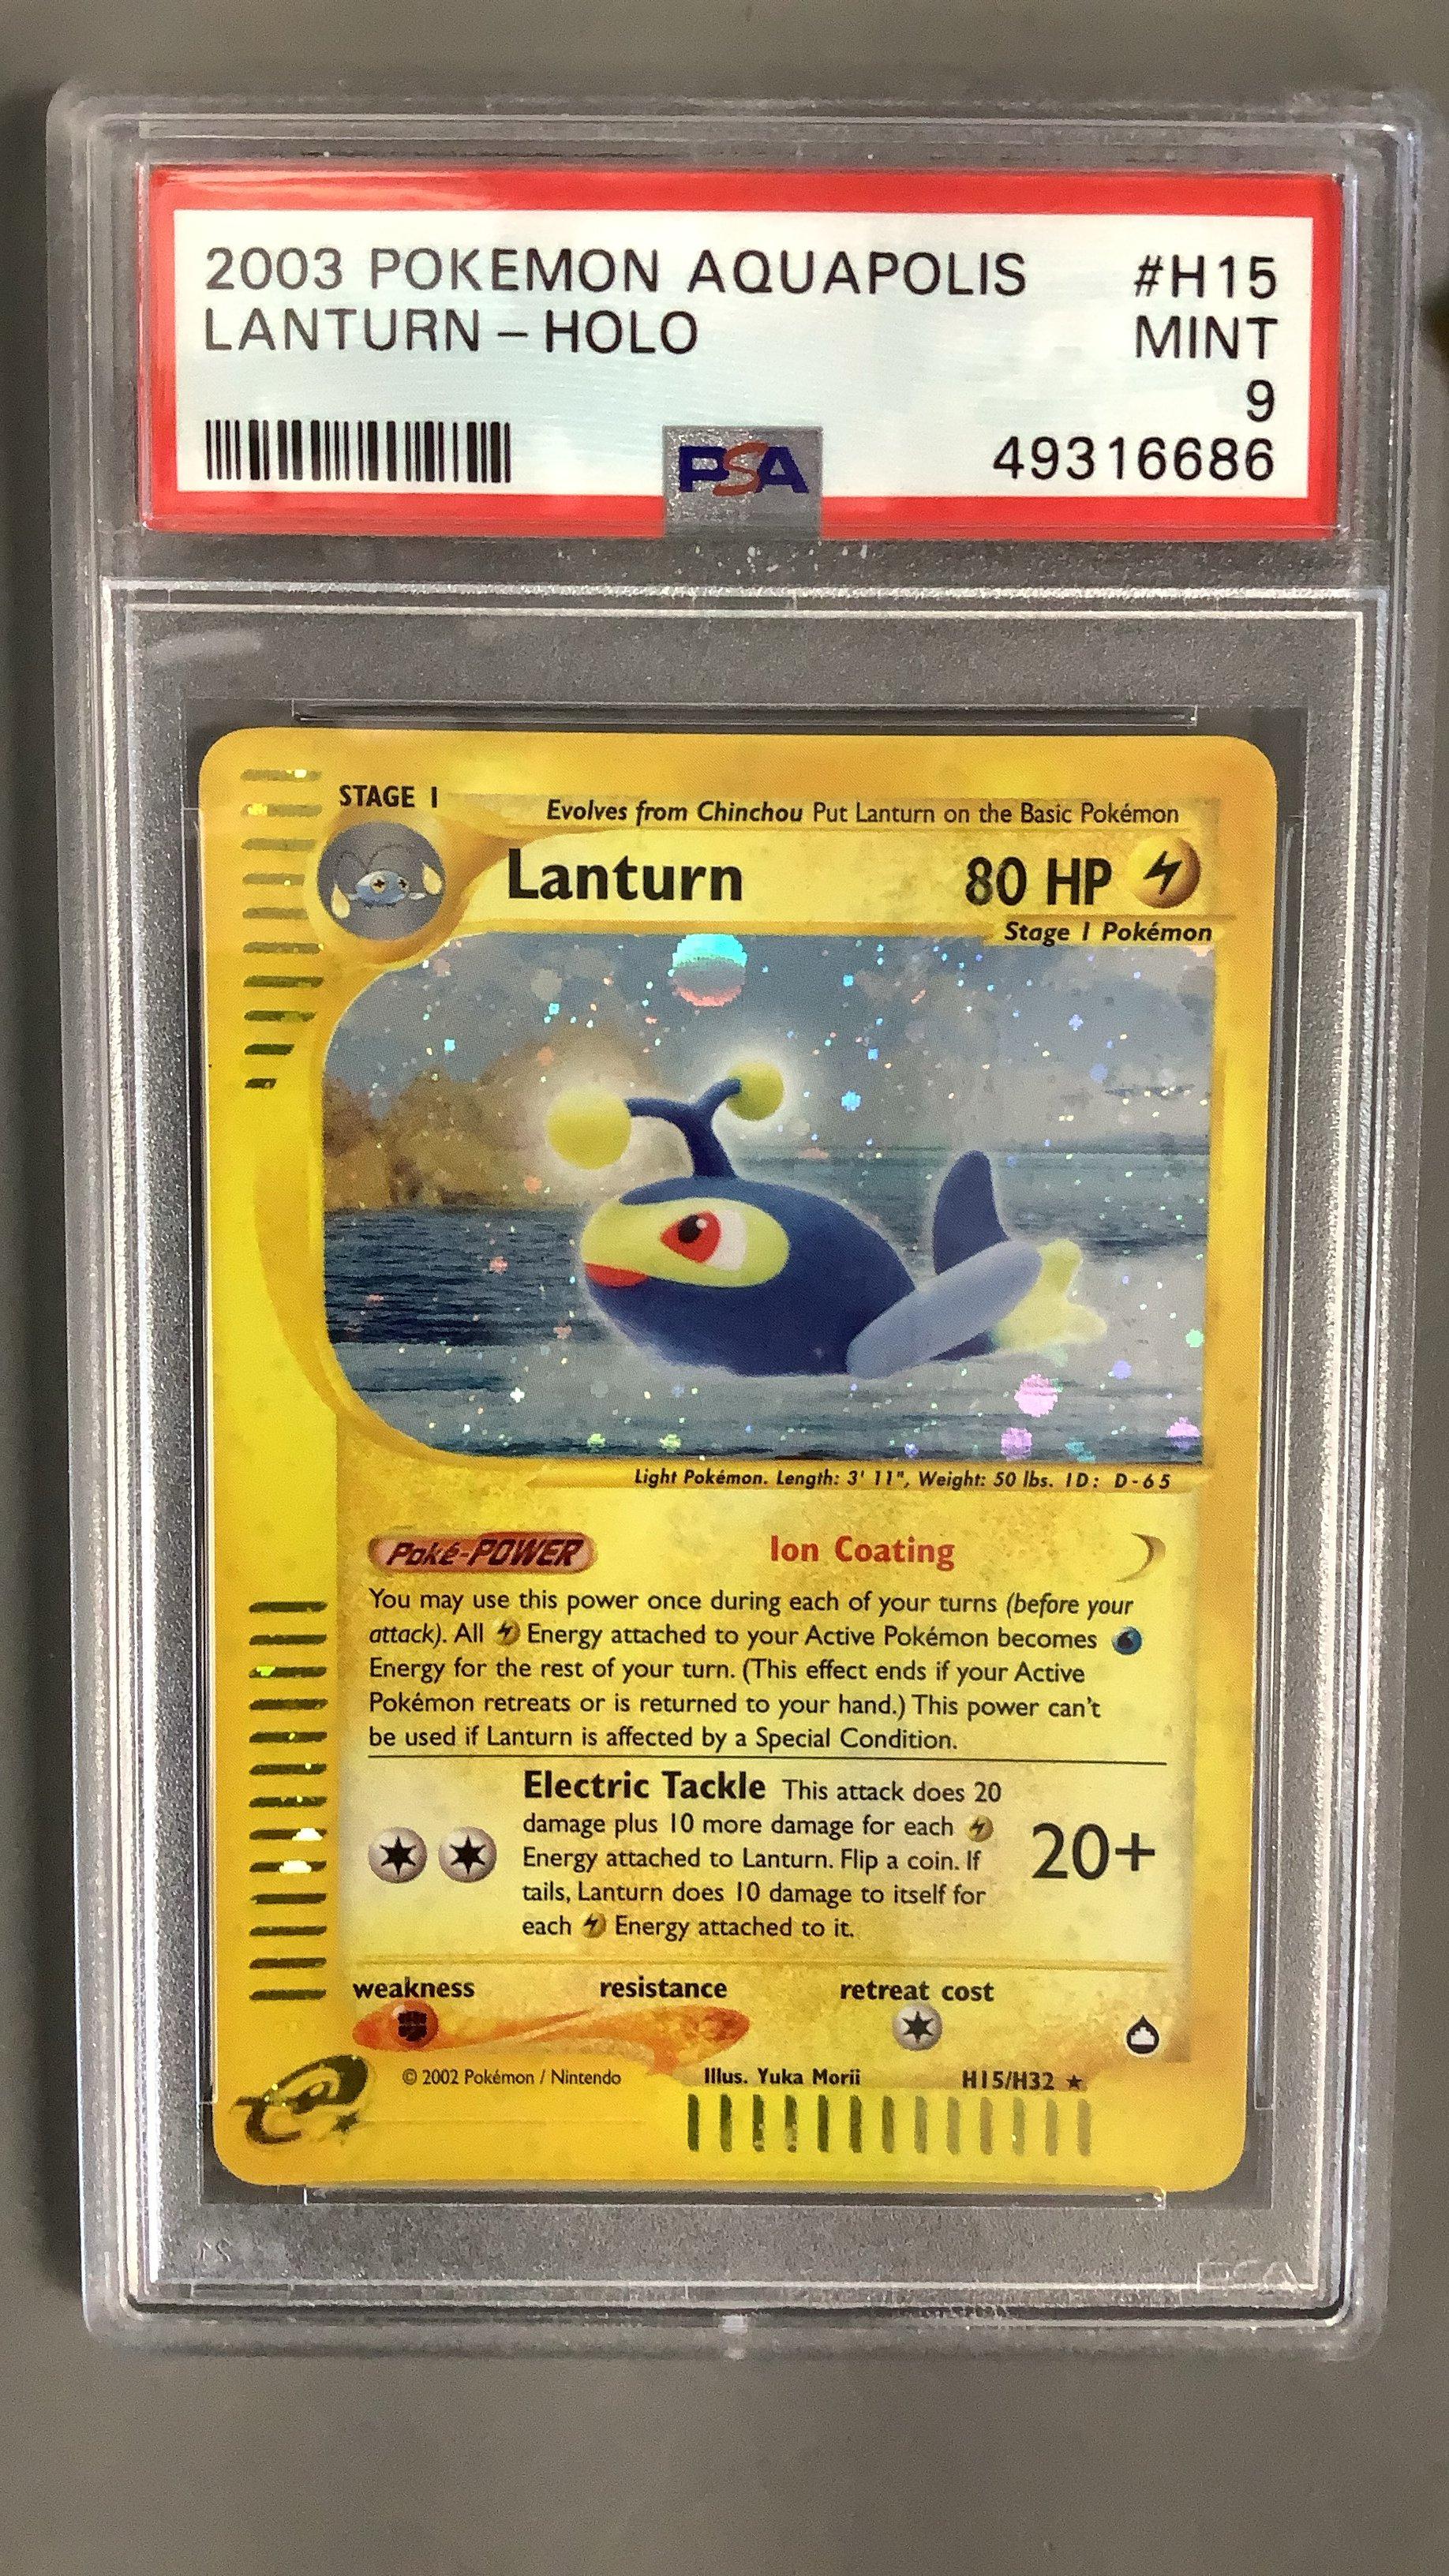 2003 POKEMON AQUAPOLIS #H15
LANTURN – HOLO MINT
9
PSA 49316686
STAGE 1
Evolves from Chinchou Put Lanturn on the Basic Pokémon
Lanturn 80 HP
Stage 1 Pokémon
Light Pokémon. Length: 3' 11", Weight: 50 lbs. ID: D-65
Poké-POWER Ion Coating
You may use this power once during each of your turns (before your
attack). All Energy attached to your Active Pokémon becomes
Energy for the rest of your turn. (This effect ends if your Active
Pokémon retreats or is returned to your hand.) This power can't
be used if Lanturn is affected by a Special Condition.
Electric Tackle This attack does 20
damage plus 10 more damage for each
Energy attached to Lanturn. Flip a coin. If
tails, Lanturn does 10 damage to itself for
each Energy attached to it.
20+
weakness resistance retreat cost
e
© 2002 Pokémon / Nintendo Illus. Yuka Morii H15/H32 ★
PSA